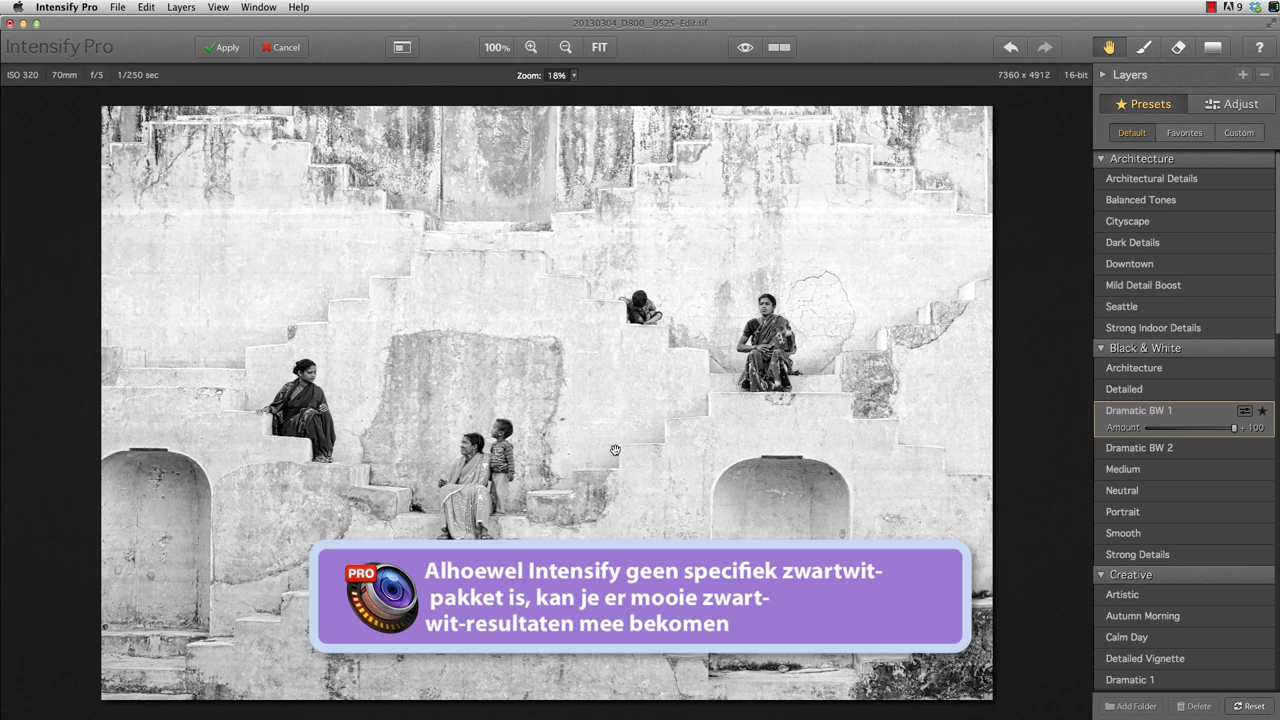 Intensify Pro File Edit Layers View Window Help 9
20130304_D800__0525-Edit.tif
Intensify Pro Apply Cancel 100% FIT ?
ISO 320 70mm f/5 1/250 sec Zoom: 18% 7360 x 4912 16-bit
Layers
Presets Adjust
Default Favorites Custom
Architecture
Architectural Details
Balanced Tones
Cityscape
Dark Details
Downtown
Mild Detail Boost
Seattle
Strong Indoor Details
Black & White
Architecture
Detailed
Dramatic BW 1
Amount + 100
Dramatic BW 2
Medium
Neutral
Portrait
Smooth
Strong Details
Creative
Artistic
Autumn Morning
Calm Day
Detailed Vignette
Dramatic 1
Add Folder Delete Reset
PRO
Alhoewel Intensify geen specifiek zwartwit-
pakket is, kan je er mooie zwart-
wit-resultaten mee bekomen